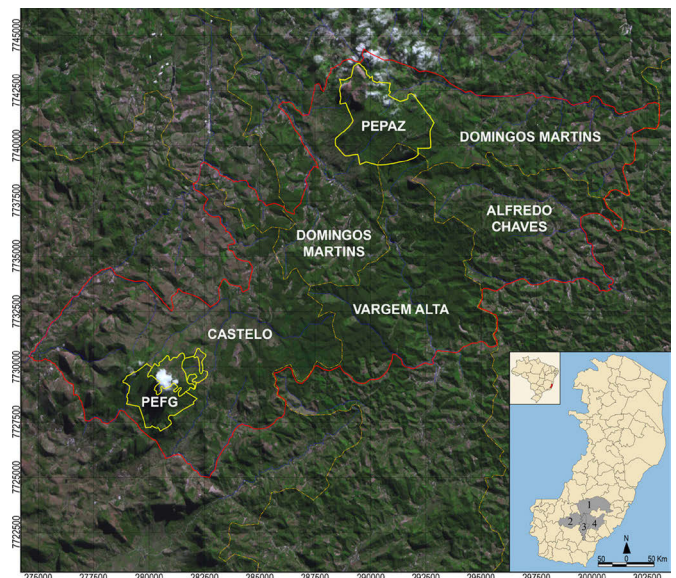 7745000
7742500
7740000
7737500
7735000
7732500
7730000
7727500
7725000
7722500
PEPAZ
DOMINGOS MARTINS
ALFREDO
CHAVES
DOMINGOS
MARTINS
VARGEM ALTA
CASTELO
PEFG
1
2
3
4
N
50
0
50 Km
275000
277500
280000
282500
285000
287500
290000
292500
295000
297500
300000
302500